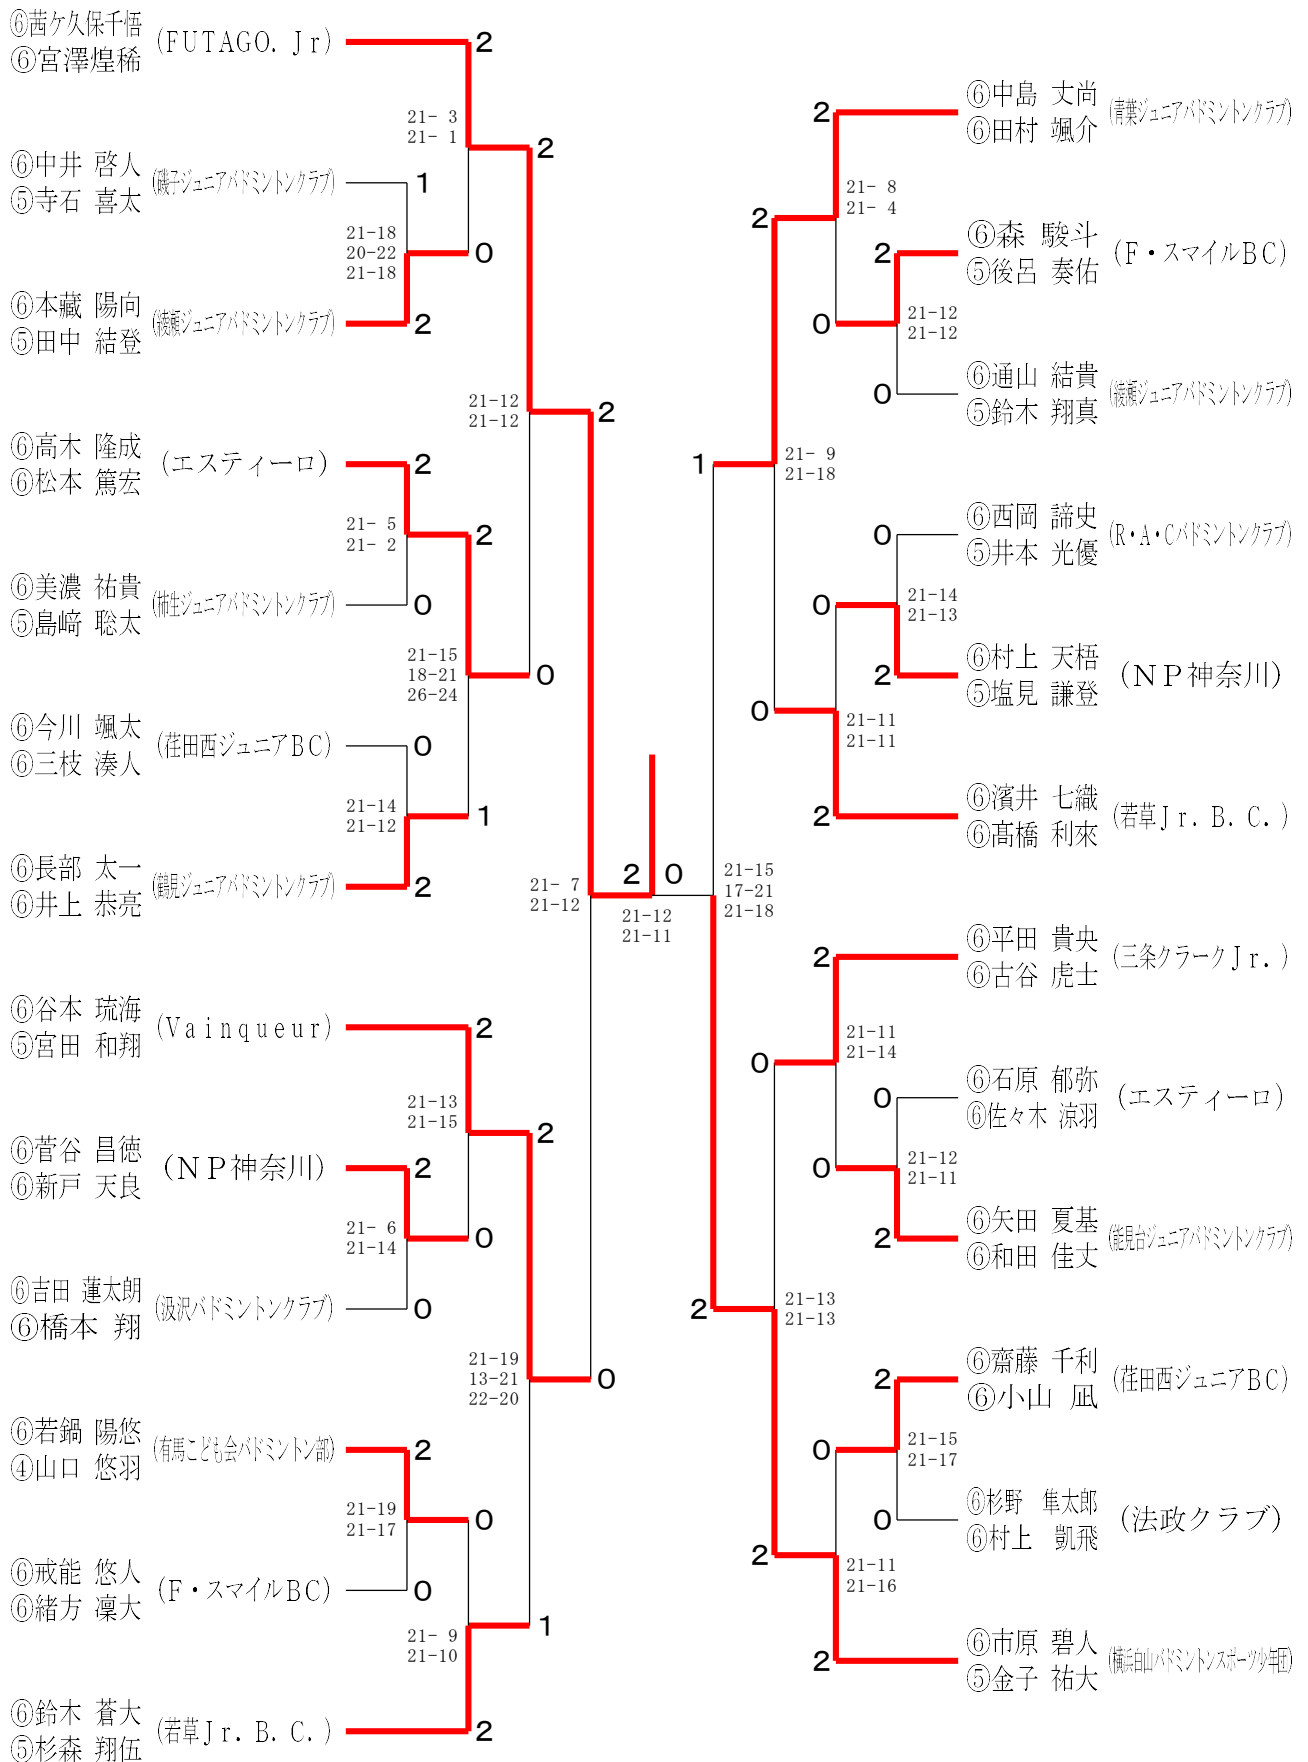 ⑥茜ケ久保千悟
⑥宮澤煌稀
(FUTAGO. Jr)
2
21- 3
21- 1
2
⑥中井 啓人
⑤寺石 喜太
(磯子ジュニアバドミントンクラブ)
1
21-18
20-22
21-18
0
⑥本藏 陽向
⑤田中 結登
(綾瀬ジュニアバドミントンクラブ)
2
21-12
21-12
2
⑥高木 隆成
⑥松本 篤宏
(エスティーロ)
2
21- 5
21- 2
2
⑥美濃 祐貴
⑤島﨑 聡太
(柿生ジュニアバドミントンクラブ)
0
21-15
18-21
26-24
0
⑥今川 颯太
⑥三枝 湊人
(荏田西ジュニアBC)
0
21-14
21-12
1
⑥長部 太一
⑥井上 恭亮
(鶴見ジュニアバドミントンクラブ)
2
21- 7
21-12
2
0
21-12
21-11
⑥谷本 琉海
⑤宮田 和翔
(Vainqueur)
2
21-13
21-15
2
⑥菅谷 昌徳
⑥新戸 天良
(NP神奈川)
2
21- 6
21-14
0
⑥吉田 蓮太朗
⑥橋本 翔
(汲沢バドミントンクラブ)
0
21-19
13-21
22-20
0
⑥若鍋 陽悠
④山口 悠羽
(有馬こども会バドミントン部)
2
21-19
21-17
0
⑥戒能 悠人
⑥緒方 凜大
(F・スマイルBC)
0
21- 9
21-10
1
⑥鈴木 蒼大
⑤杉森 翔伍
(若草Jr. B. C. )
2
2
⑥中島 丈尚
⑥田村 颯介
(青葉ジュニアバドミントンクラブ)
2
21- 8
21- 4
2
⑥森 駿斗
⑤後呂 奏佑
(F・スマイルBC)
0
21-12
21-12
0
⑥通山 結貴
⑤鈴木 翔真
(綾瀬ジュニアバドミントンクラブ)
1
21- 9
21-18
0
⑥西岡 諦史
⑤井本 光優
(R・A・Cバドミントンクラブ)
0
21-14
21-13
2
⑥村上 天梧
⑤塩見 謙登
(NP神奈川)
0
21-11
21-11
2
⑥濱井 七織
⑥髙橋 利來
(若草Jr. B. C. )
21-15
17-21
21-18
2
⑥平田 貴央
⑥古谷 虎士
(三条クラークJr. )
0
21-11
21-14
0
⑥石原 郁弥
⑥佐々木 涼羽
(エスティーロ)
0
21-12
21-11
2
⑥矢田 夏基
⑥和田 佳丈
(能見台ジュニアバドミントンクラブ)
2
21-13
21-13
2
⑥齋藤 千利
⑥小山 凪
(荏田西ジュニアBC)
0
21-15
21-17
0
⑥杉野 隼太郎
⑥村上 凱飛
(法政クラブ)
2
21-11
21-16
2
⑥市原 碧人
⑤金子 祐大
(横浜白山バドミントンスポーツ少年団)